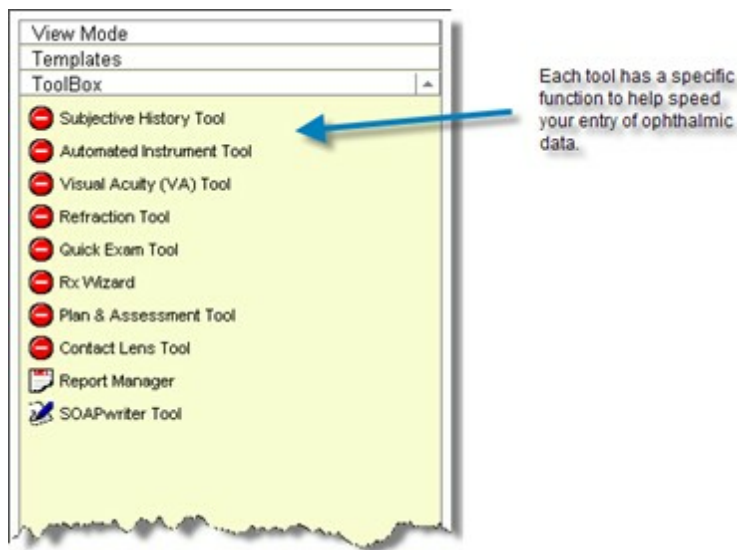 View Mode
Templates
ToolBox
Subjective History Tool
Automated Instrument Tool
Visual Acuity (VA) Tool
Refraction Tool
Quick Exam Tool
Rx Wizard
Plan & Assessment Tool
Contact Lens Tool
Report Manager
SOAPwriter Tool
Each tool has a specific
function to help speed
your entry of ophthalmic
data.